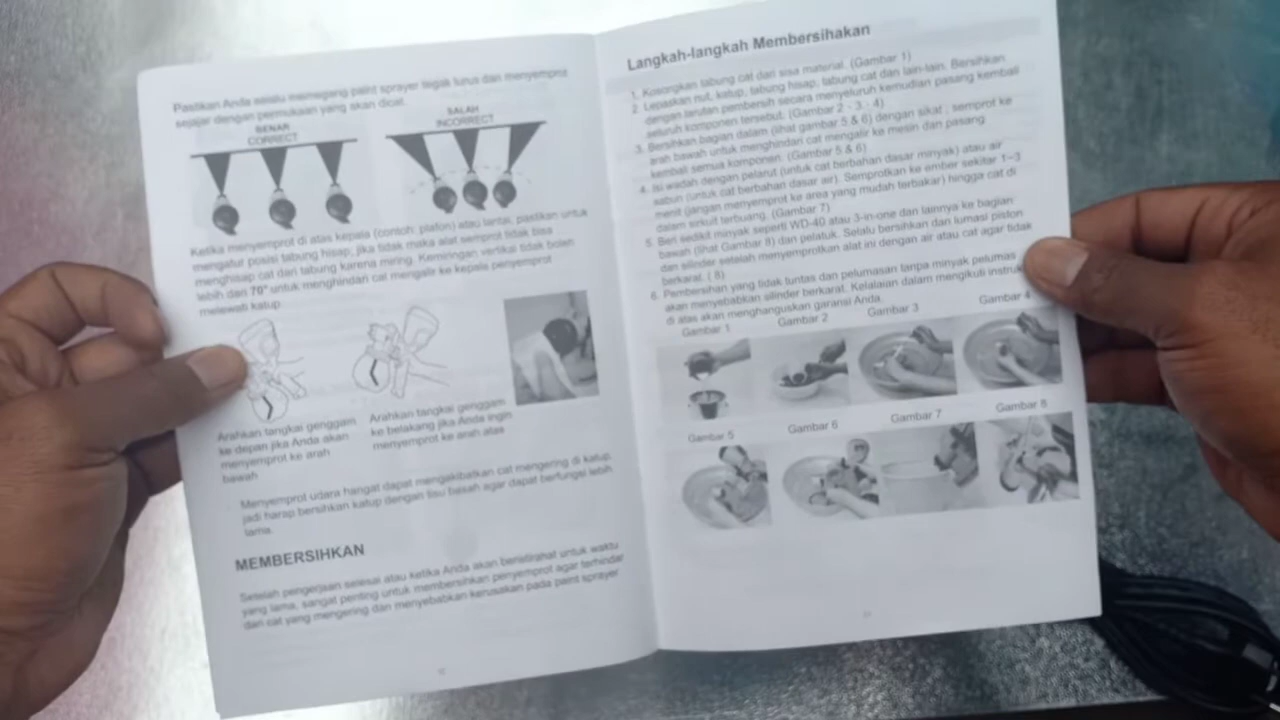 Pastikan Anda selalu memegang paint sprayer tegak lurus dan menyemprot
sejajar dengan permukaan yang akan dicat.
BENAR
CORRECT
SALAH
INCORRECT
Ketika menyemprot di atas kepala (contoh: plafon) atau lantai, pastikan untuk
mengatur posisi tabung hisap, jika tidak maka alat semprot tidak bisa
menghisap cat dari tabung karena miring. Kemiringan vertikal tidak boleh
lebih dari 70° untuk menghindari cat mengalir ke kepala penyemprot
melewati katup.
Arahkan tangkai genggam
ke depan jika Anda akan
menyemprot ke arah
bawah
Arahkan tangkai genggam
ke belakang jika Anda ingin
menyemprot ke arah atas
Menyemprot udara hangat dapat mengakibatkan cat mengering di katup,
jadi harap bersihkan katup dengan tisu basah agar dapat berfungsi lebih
lama.
MEMBERSIHKAN
Setelah pengerjaan selesai atau ketika Anda akan beristirahat untuk waktu
yang lama, sangat penting untuk membersihkan penyemprot agar terhindar
dari cat yang mengering dan menyebabkan kerusakan pada paint sprayer.
Langkah-langkah Membersihakan
1. Kosongkan tabung cat dari sisa material. (Gambar 1)
2. Lepaskan nut, katup, tabung hisap, tabung cat dan lain-lain. Bersihkan
dengan larutan pembersih secara menyeluruh kemudian pasang kembali
seluruh komponen tersebut. (Gambar 2 - 3 - 4)
3. Bersihkan bagian dalam (lihat gambar 5 & 6) dengan sikat , semprot ke
arah bawah untuk menghindari cat mengalir ke mesin dan pasang
kembali semua komponen. (Gambar 5 & 6)
4. Isi wadah dengan pelarut (untuk cat berbahan dasar minyak) atau air
sabun (untuk cat berbahan dasar air). Semprotkan ke ember sekitar 1~3
menit (jangan menyemprot ke area yang mudah terbakar) hingga cat di
dalam sirkuit terbuang. (Gambar 7)
5. Beri sedikit minyak seperti WD-40 atau 3-in-one dan lainnya ke bagian
bawah (lihat Gambar 8) dan pelatuk. Selalu bersihkan dan lumasi piston
dan silinder setelah menyemprotkan alat ini dengan air atau cat agar tidak
berkarat. ( 8)
6. Pembersihan yang tidak tuntas dan pelumasan tanpa minyak pelumas
akan menyebabkan silinder berkarat. Kelalaian dalam mengikuti
di atas akan menghanguskan garansi Anda.
Gambar 1
Gambar 2
Gambar 3
Gambar 4
Gambar 5
Gambar 6
Gambar 7
Gambar 8